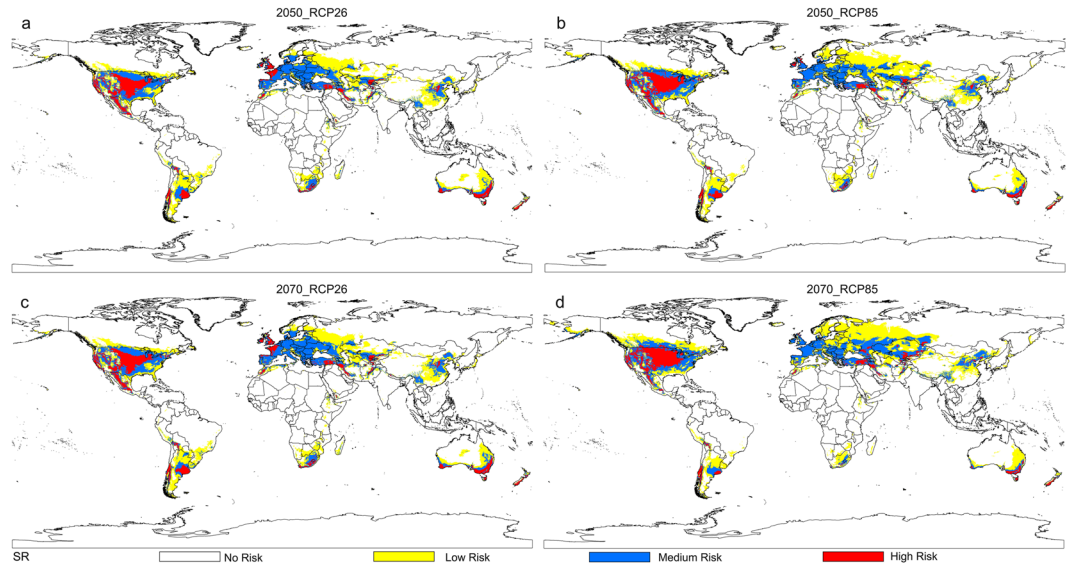 2050_RCP26
2050_RCP85
a
b
2070_RCP26
2070_RCP85
c
d
SR
No Risk
Low Risk
Medium Risk
High Risk